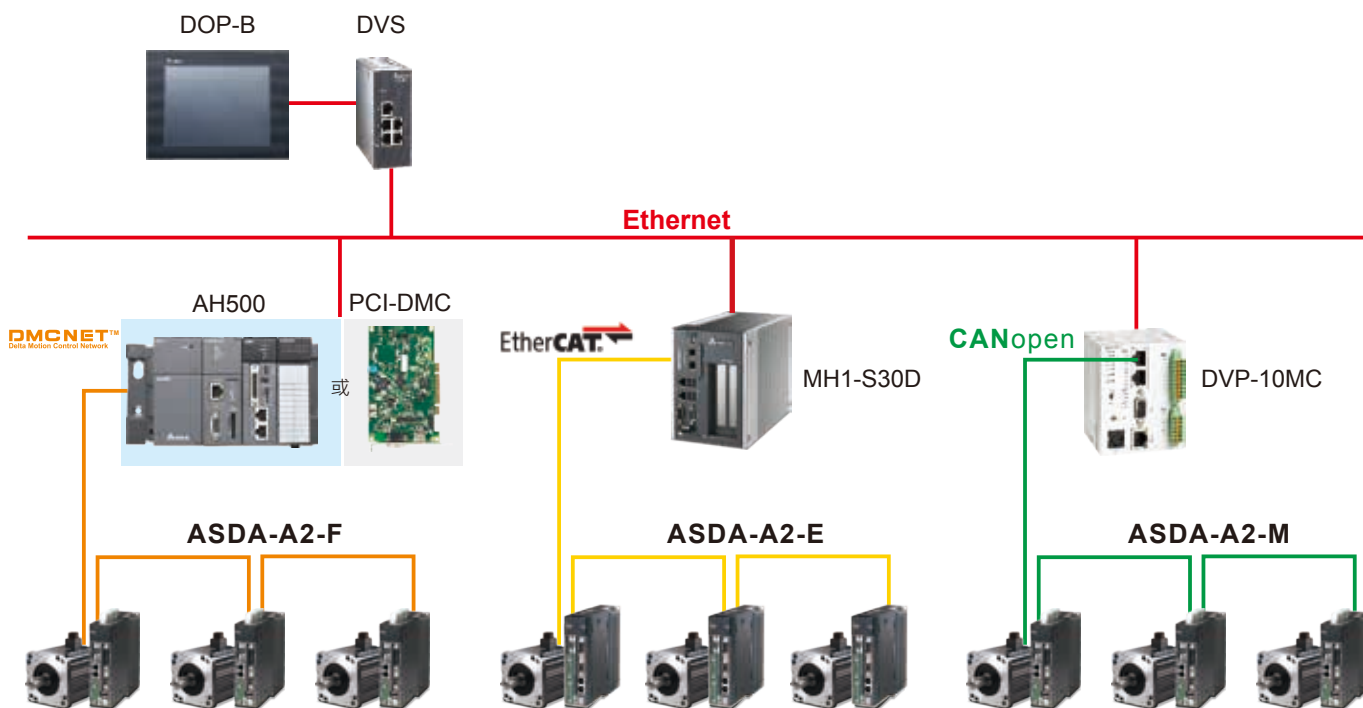 DOP-B
DVS
Ethernet
AH500
PCI-DMC
DMCNET™
Delta Motion Control Network
或
EtherCAT.
MH1-S30D
CANopen
DVP-10MC
ASDA-A2-F
ASDA-A2-E
ASDA-A2-M